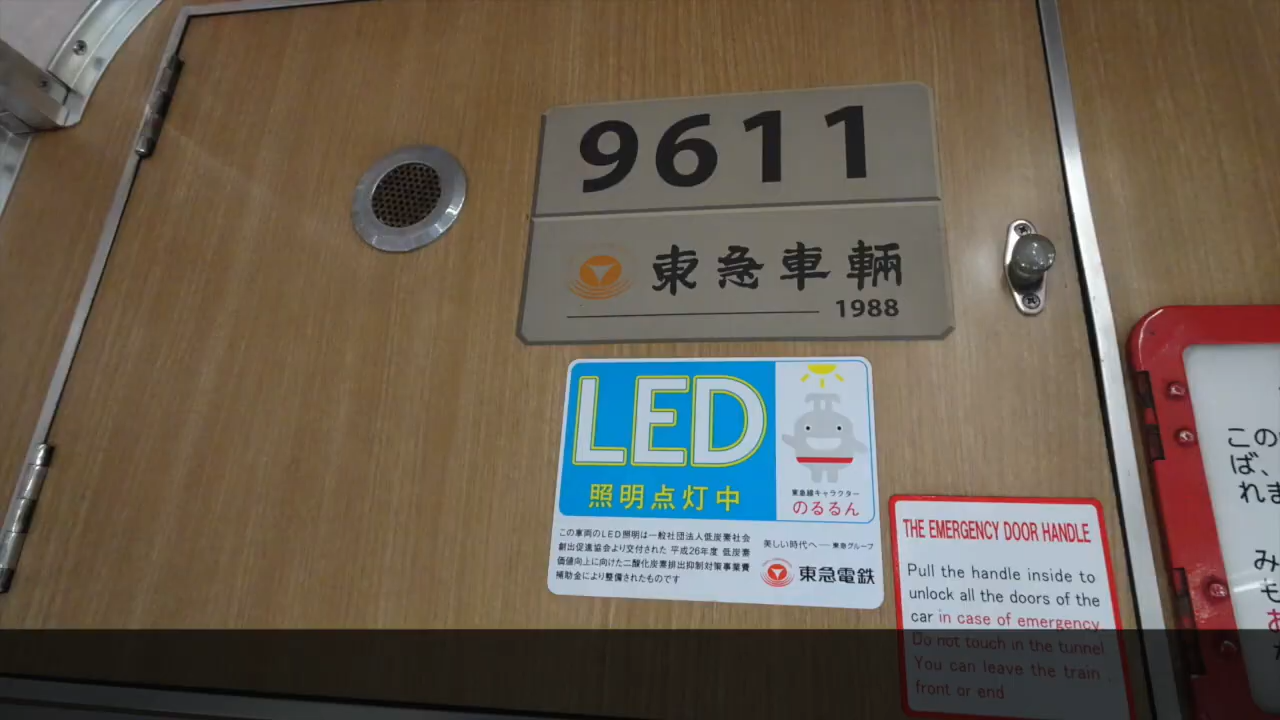 9611
東急車輛
1988
LED
照明点灯中
東急線キャラクター
のるるん
この車両のLED照明は一般社団法人低炭素社会
創出促進協会より交付された 平成26年度 低炭素
価値向上に向けた二酸化炭素排出抑制対策事業費
補助金により整備されたものです
美しい時代へ — 東急グループ
東急電鉄
THE EMERGENCY DOOR HANDLE
Pull the handle inside to
unlock all the doors of the
car in case of emergency.
Do not touch in the tunnel
You can leave the train
front or end
この
ば、
れま
み
も